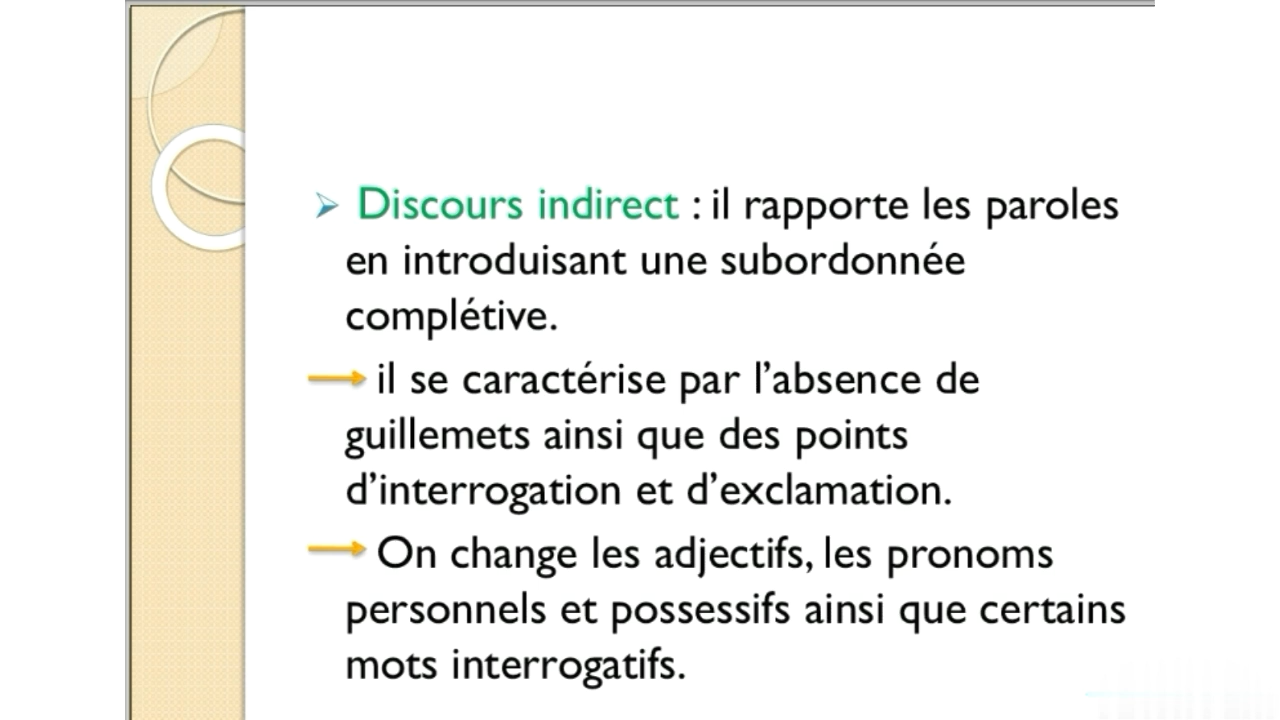 Discours indirect : il rapporte les paroles
en introduisant une subordonnée
complétive.
il se caractérise par l’absence de
guillemets ainsi que des points
d’interrogation et d’exclamation.
On change les adjectifs, les pronoms
personnels et possessifs ainsi que certains
mots interrogatifs.